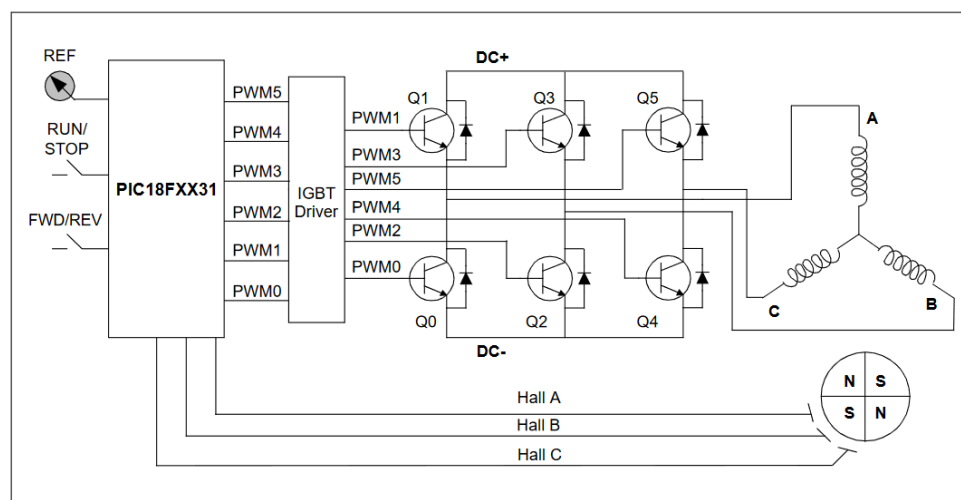 REF
RUN/
STOP
FWD/REV
PIC18FXX31
PWM5
PWM4
PWM3
PWM2
PWM1
PWM0
IGBT
Driver
PWM1
PWM3
PWM5
PWM4
PWM2
PWM0
DC+
Q1
Q3
Q5
Q0
Q2
Q4
DC-
A
C
B
N S
S N
Hall A
Hall B
Hall C